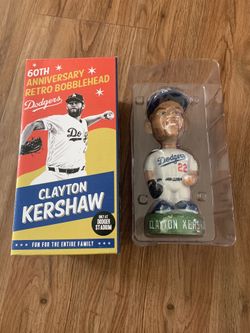 60TH
ANNIVERSARY
RETRO BOBBLEHEAD
Dodgers
CLAYTON
KERSHAW
ONLY AT
DODGER
STADIUM
FUN FOR THE ENTIRE FAMILY
LA
Dodgers
22
CLAYTON KERS